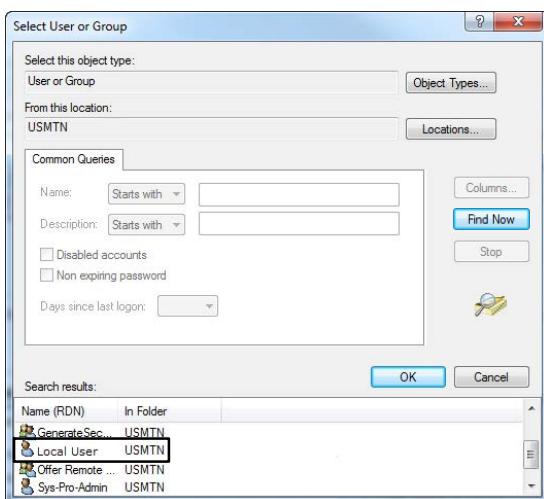 Select User or Group
Select this object type:
User or Group
Object Types...
From this location:
USMTN
Locations...
Common Queries
Name: Starts with
Columns...
Description: Starts with
Find Now
Disabled accounts
Stop
Non expiring password
Days since last logon:
OK Cancel
Search results:
Name (RDN) In Folder
GenerateSec... USMTN
Local User USMTN
Offer Remote ... USMTN
Sys-Pro-Admin USMTN